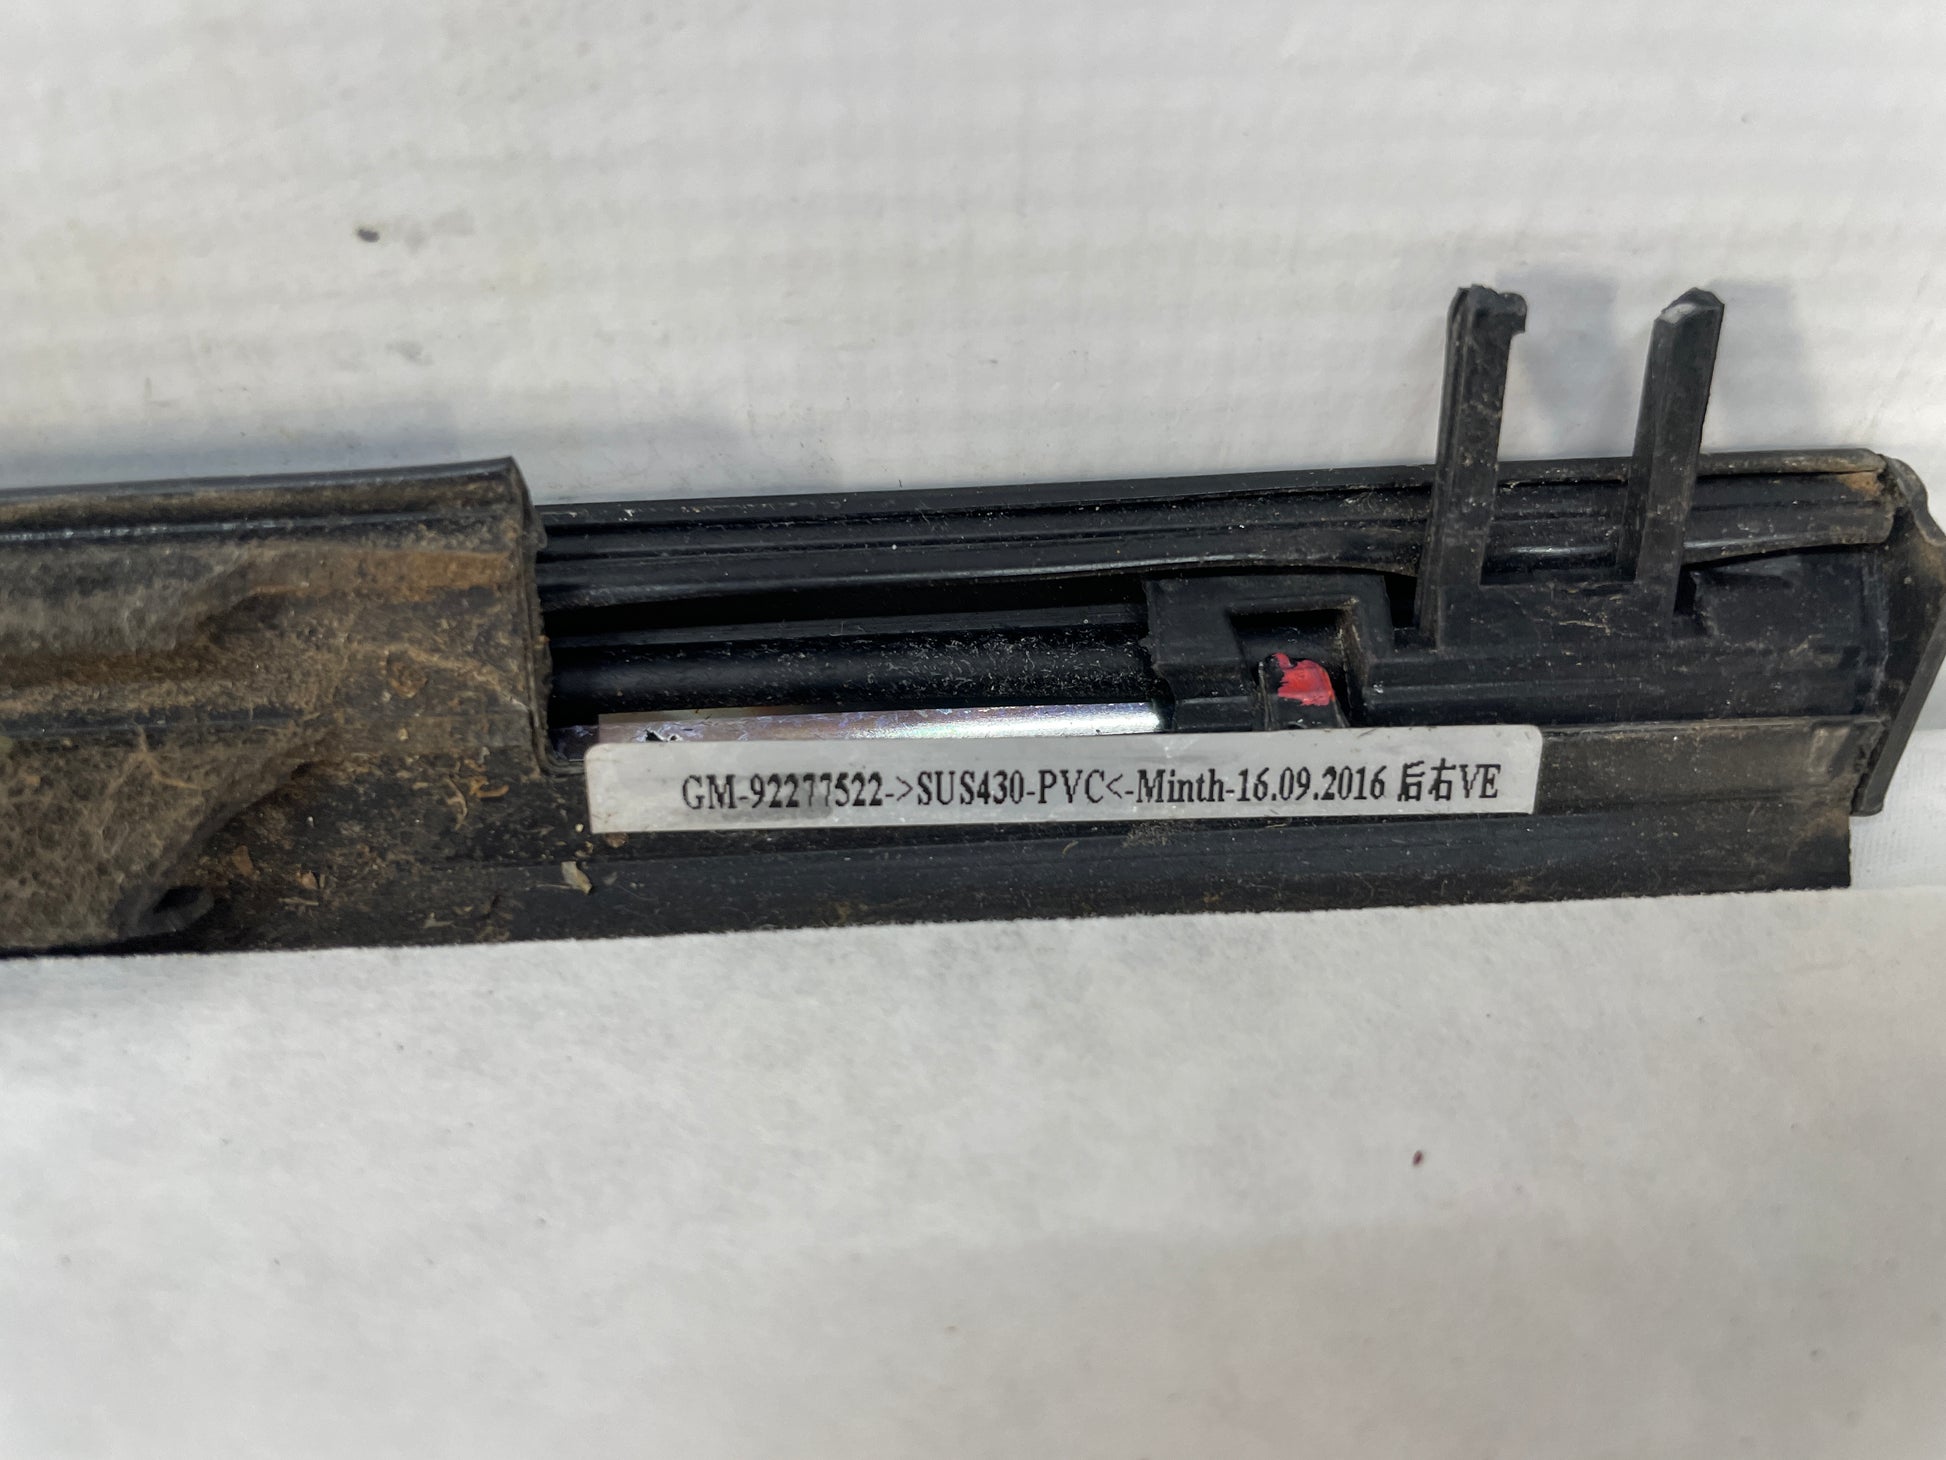 GM-92277522->SUS430-PVC<-Minth-16.09.2016 后右VE